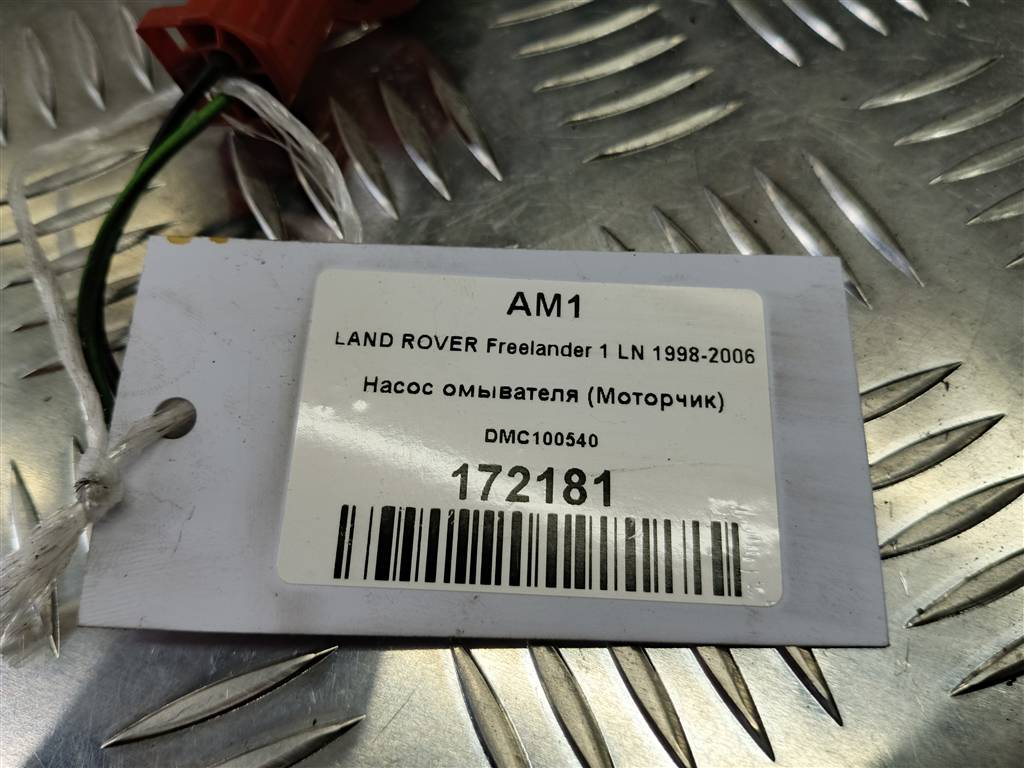 AM1
LAND ROVER Freelander 1 LN 1998-2006
Насос омывателя (Моторчик)
DMC100540
172181